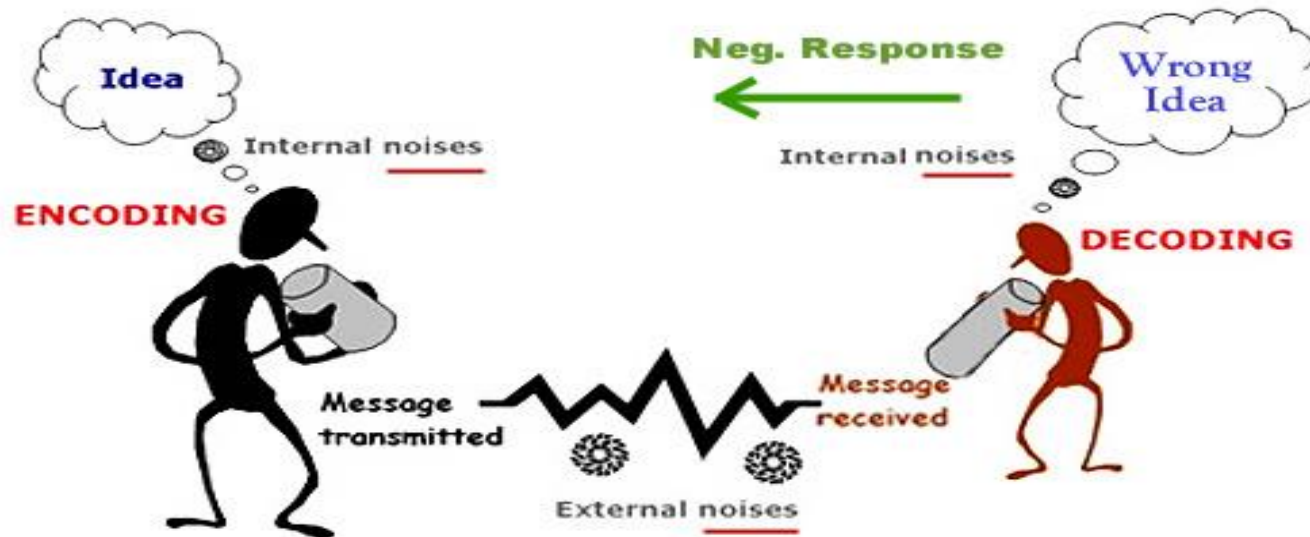 Idea
Neg. Response
Wrong
Idea
Internal noises
Internal noises
ENCODING
DECODING
Message
transmitted
Message
received
External noises